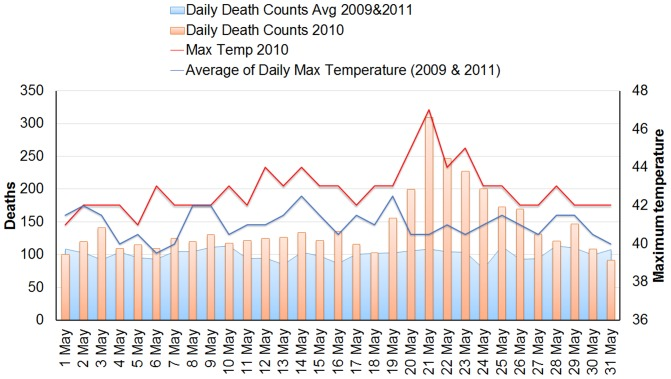 Daily Death Counts Avg 2009&2011
Daily Death Counts 2010
Max Temp 2010
Average of Daily Max Temperature (2009 & 2011)
350
300
250
200
150
100
50
0
Deaths
48
46
44
42
40
38
36
Maximum temperature
1 May
2 May
3 May
4 May
5 May
6 May
7 May
8 May
9 May
10 May
11 May
12 May
13 May
14 May
15 May
16 May
17 May
18 May
19 May
20 May
21 May
22 May
23 May
24 May
25 May
26 May
27 May
28 May
29 May
30 May
31 May